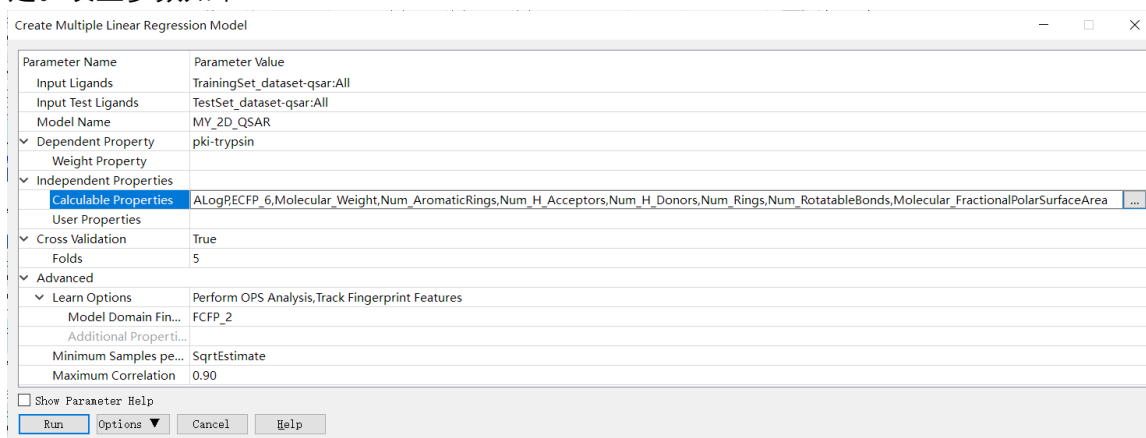 Create Multiple Linear Regression Model
Parameter Name Parameter Value
Input Ligands TrainingSet_dataset-qsar:All
Input Test Ligands TestSet_dataset-qsar:All
Model Name MY_2D_QSAR
Dependent Property pki-trypsin
Weight Property
Independent Properties
Calculable Properties ALogP,ECFP_6,Molecular_Weight,Num_AromaticRings,Num_H_Acceptors,Num_H_Donors,Num_Rings,Num_RotatableBonds,Molecular_FractionalPolarSurfaceArea ...
User Properties
Cross Validation True
Folds 5
Advanced
Learn Options Perform OPS Analysis,Track Fingerprint Features
Model Domain Fin... FCFP_2
Additional Properti...
Minimum Samples pe... SqrtEstimate
Maximum Correlation 0.90
Show Parameter Help
Run Options ▼ Cancel Help